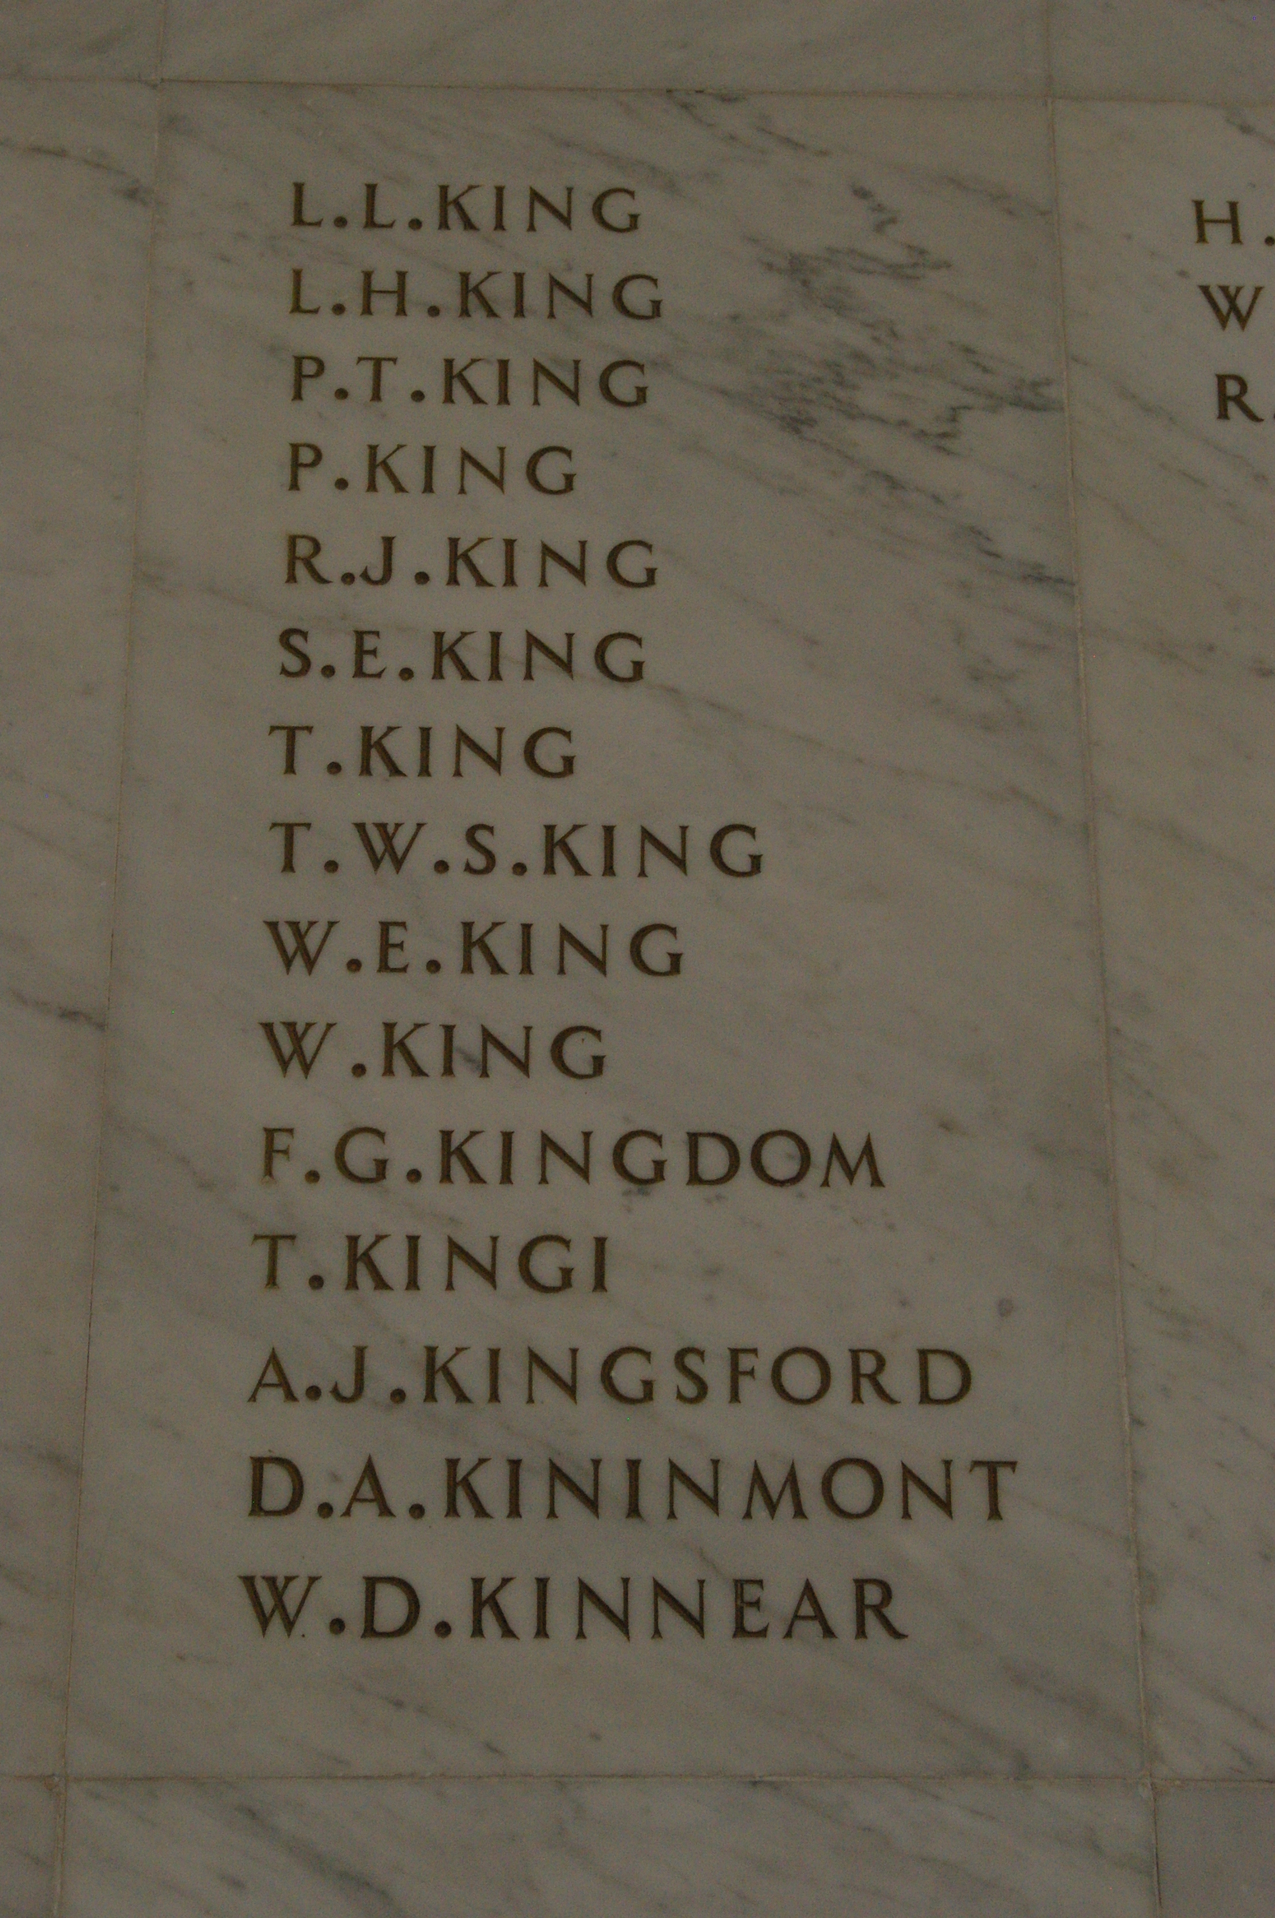 L.L.KING
L.H.KING
P.T.KING
P.KING
R.J.KING
S.E.KING
T.KING
T.W.S.KING
W.E.KING
W.KING
F.G.KINGDOM
T.KINGI
A.J.KINGSFORD
D.A.KININMONT
W.D.KINNEAR
H.
W
R.